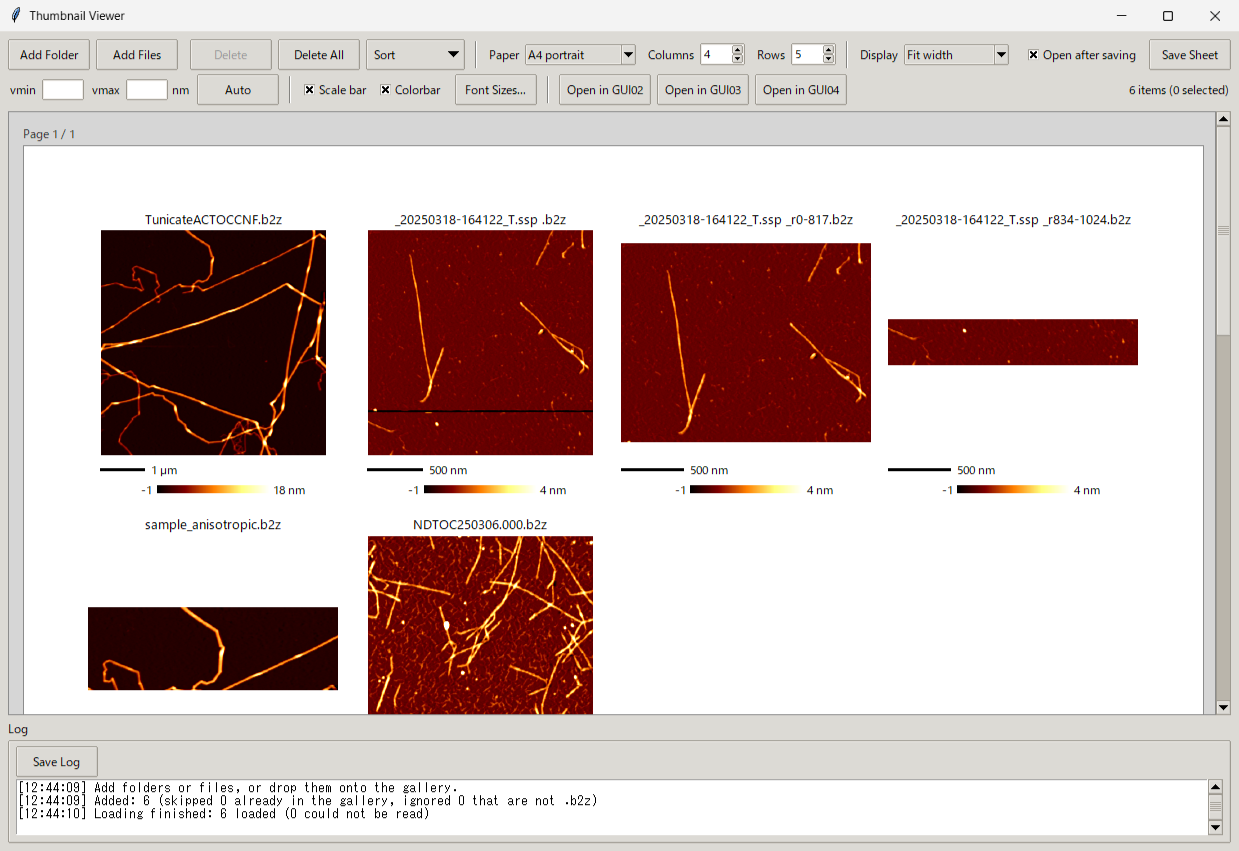 Thumbnail Viewer
Add Folder Add Files Delete Delete All Sort Paper A4 portrait Columns 4 Rows 5 Display Fit width Open after saving Save Sheet
vmin vmax nm Auto Scale bar Colorbar Font Sizes... Open in GUI02 Open in GUI03 Open in GUI04 6 items (0 selected)
Page 1 / 1
TunicateACTOCCNF.b2z _20250318-164122_T.ssp .b2z _20250318-164122_T.ssp _r0-817.b2z _20250318-164122_T.ssp _r834-1024.b2z
1 μm 500 nm 500 nm 500 nm
-1 18 nm -1 4 nm -1 4 nm -1 4 nm
sample_anisotropic.b2z NDTOC250306.000.b2z
Log
Save Log
[12:44:09] Add folders or files, or drop them onto the gallery.
[12:44:09] Added: 6 (skipped 0 already in the gallery, ignored 0 that are not .b2z)
[12:44:10] Loading finished: 6 loaded (0 could not be read)